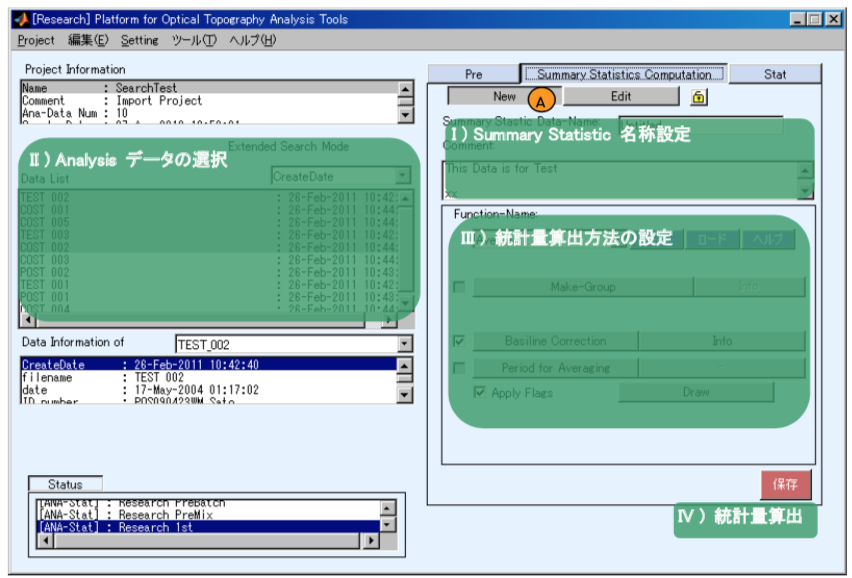 [Research] Platform for Optical Topography Analysis Tools
Project 編集(E) Setting ツール(T) ヘルプ(H)
Project Information
Name : SearchTest
Comment : Import Project
Ana-Data Num : 10
Pre Summary Statistics Computation Stat
New A Edit
Summary Stastic Data-Name: Untitled
Ⅰ) Summary Statistic 名称設定
Comment:
This Data is for Test
xx
Extended Search Mode
Ⅱ) Analysis データの選択
Data List CreateDate
TEST 002 : 26-Feb-2011 10:42:
COST 001 : 26-Feb-2011 10:44:
COST 005 : 26-Feb-2011 10:44:
TEST 003 : 26-Feb-2011 10:42:
COST 002 : 26-Feb-2011 10:44:
COST 003 : 26-Feb-2011 10:44:
POST 002 : 26-Feb-2011 10:43:
TEST 001 : 26-Feb-2011 10:42:
POST 001 : 26-Feb-2011 10:43:
COST 004 : 26-Feb-2011 10:44:
Function-Name:
Ⅲ) 統計量算出方法の設定
ロード ヘルプ
Make-Group Info
Basiline Correction Info
Period for Averaging
Apply Flags Draw
Data Information of TEST_002
CreateDate : 26-Feb-2011 10:42:40
filename : TEST 002
date : 17-May-2004 01:17:02
ID number : POS090423WM Sato
保存
Ⅳ) 統計量算出
Status
[ANA-Stat] : Research PreBatch
[ANA-Stat] : Research PreMix
[ANA-Stat] : Research 1st